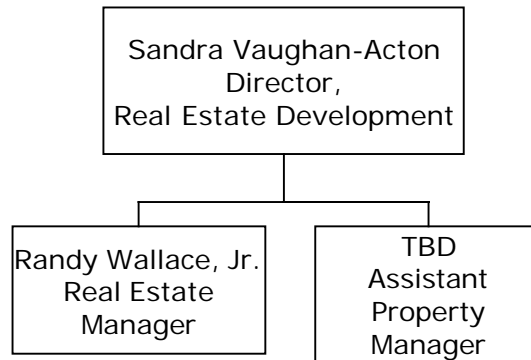 Sandra Vaughan-Acton
Director,
Real Estate Development
Randy Wallace, Jr.
Real Estate
Manager
TBD
Assistant
Property
Manager